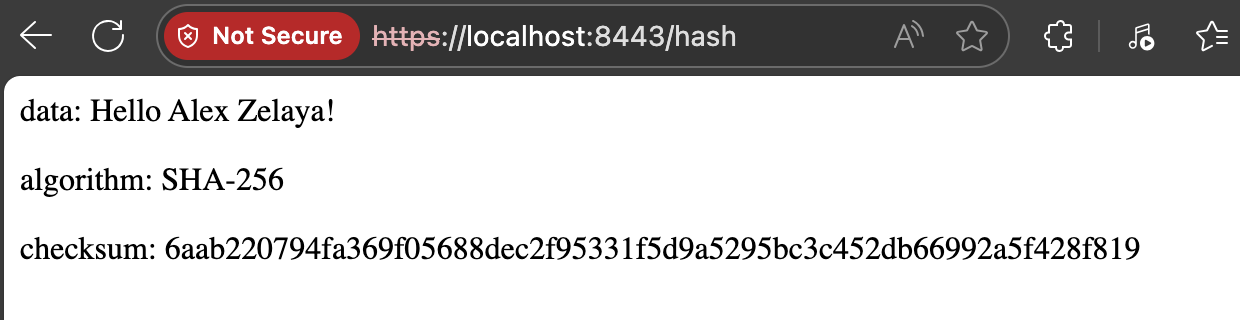 Not Secure https://localhost:8443/hash
data: Hello Alex Zelaya!
algorithm: SHA-256
checksum: 6aab220794fa369f05688dec2f95331f5d9a5295bc3c452db66992a5f428f819